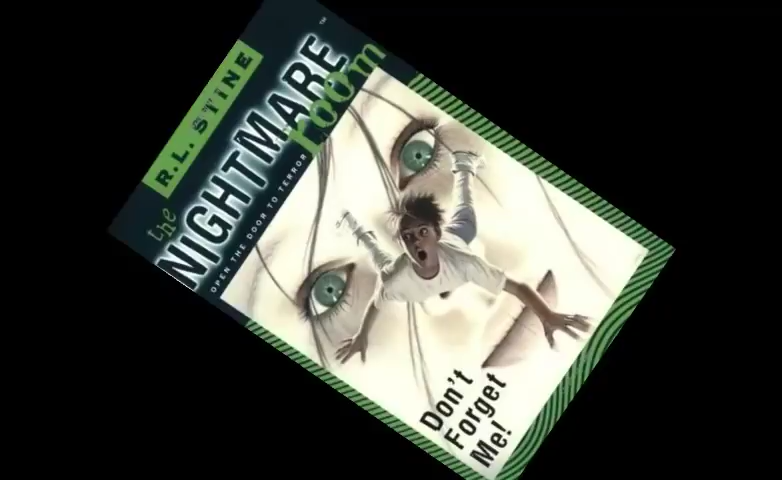 R.L. STINE
the
NIGHTMARE
room
OPEN THE DOOR TO TERROR
TM
Don't
Forget
Me!